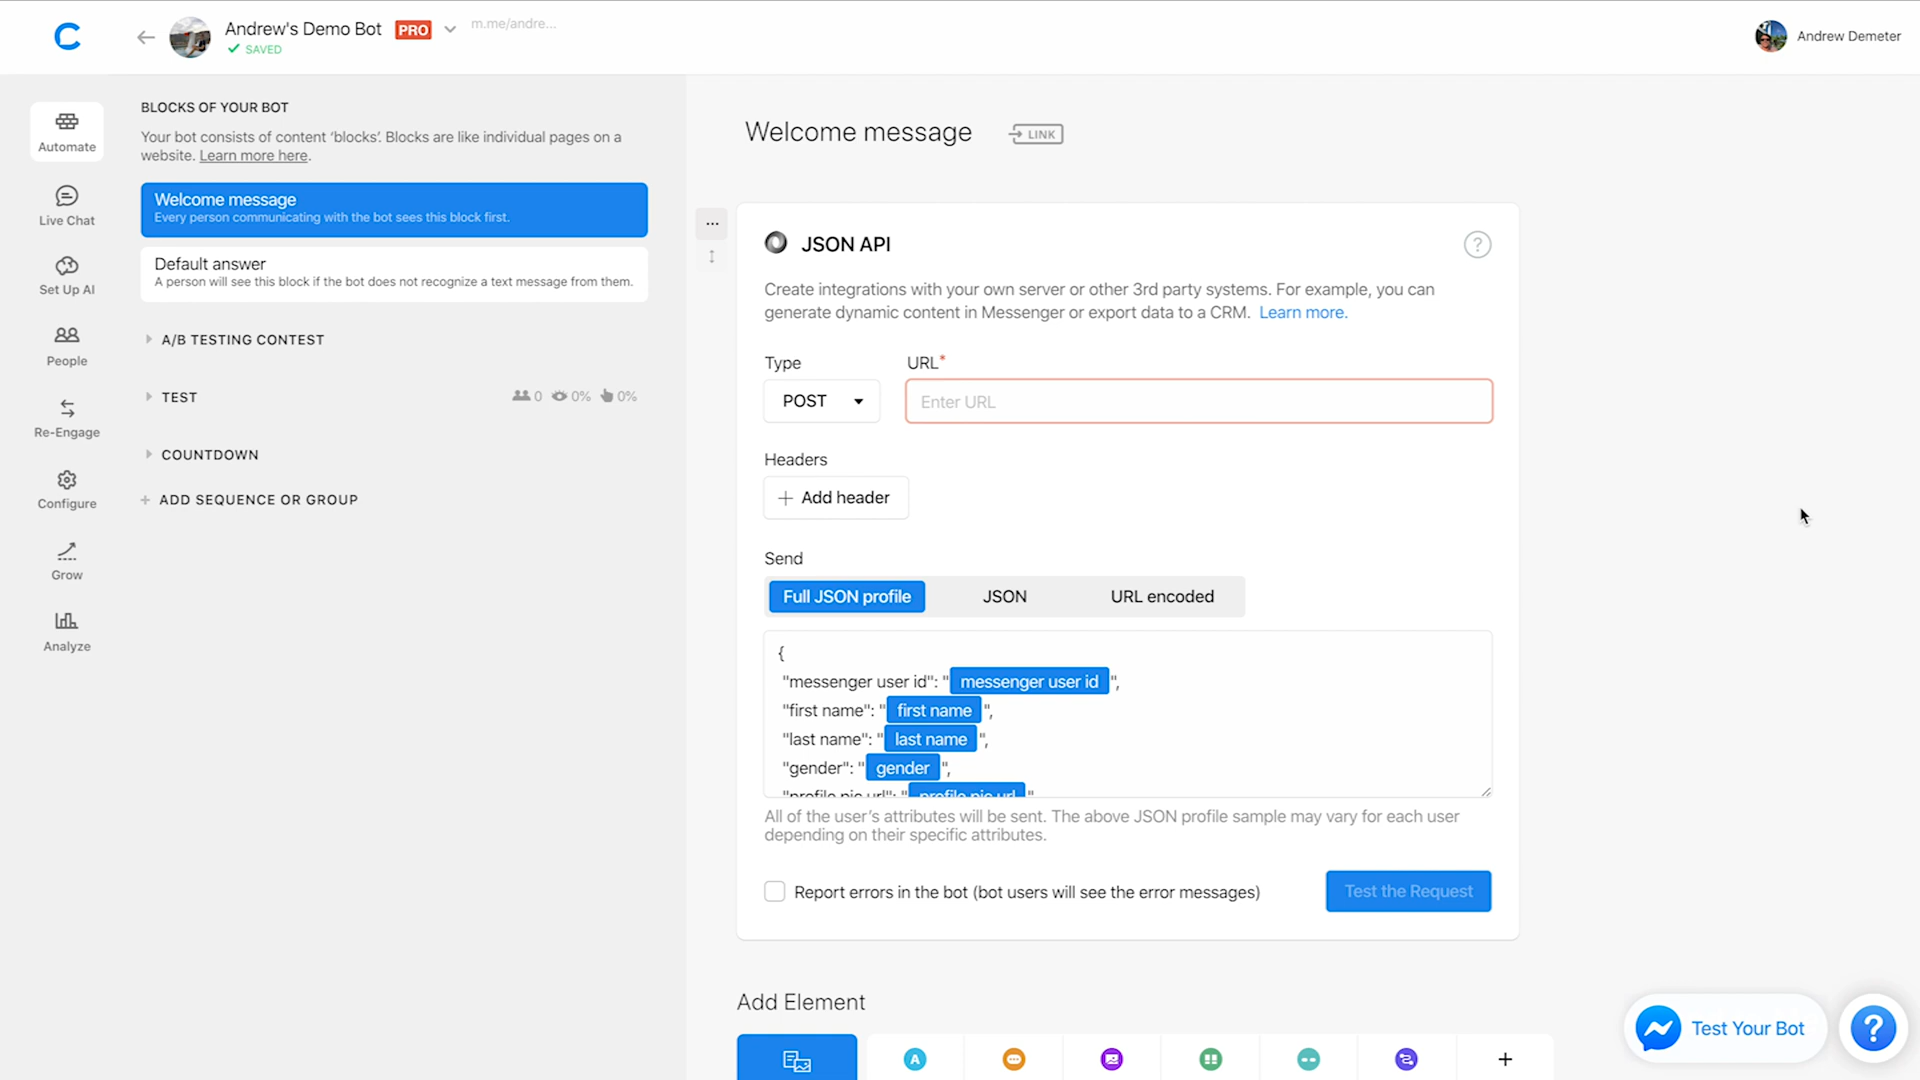 Andrew's Demo Bot PRO
m.me/andre...
SAVED
Andrew Demeter
Automate
Live Chat
Set Up AI
People
Re-Engage
Configure
Grow
Analyze
BLOCKS OF YOUR BOT
Your bot consists of content ‘blocks’. Blocks are like individual pages on a
website. Learn more here.
Welcome message
Every person communicating with the bot sees this block first.
Default answer
A person will see this block if the bot does not recognize a text message from them.
A/B TESTING CONTEST
TEST 0 0% 0%
COUNTDOWN
+ ADD SEQUENCE OR GROUP
Welcome message LINK
JSON API
Create integrations with your own server or other 3rd party systems. For example, you can
generate dynamic content in Messenger or export data to a CRM. Learn more.
Type URL*
POST Enter URL
Headers
+ Add header
Send
Full JSON profile JSON URL encoded
{
"messenger user id": " messenger user id ",
"first name": " first name ",
"last name": " last name ",
"gender": " gender ",
"profile pic url": " profile pic url "
All of the user’s attributes will be sent. The above JSON profile sample may vary for each user
depending on their specific attributes.
Report errors in the bot (bot users will see the error messages) Test the Request
Add Element
A
Test Your Bot